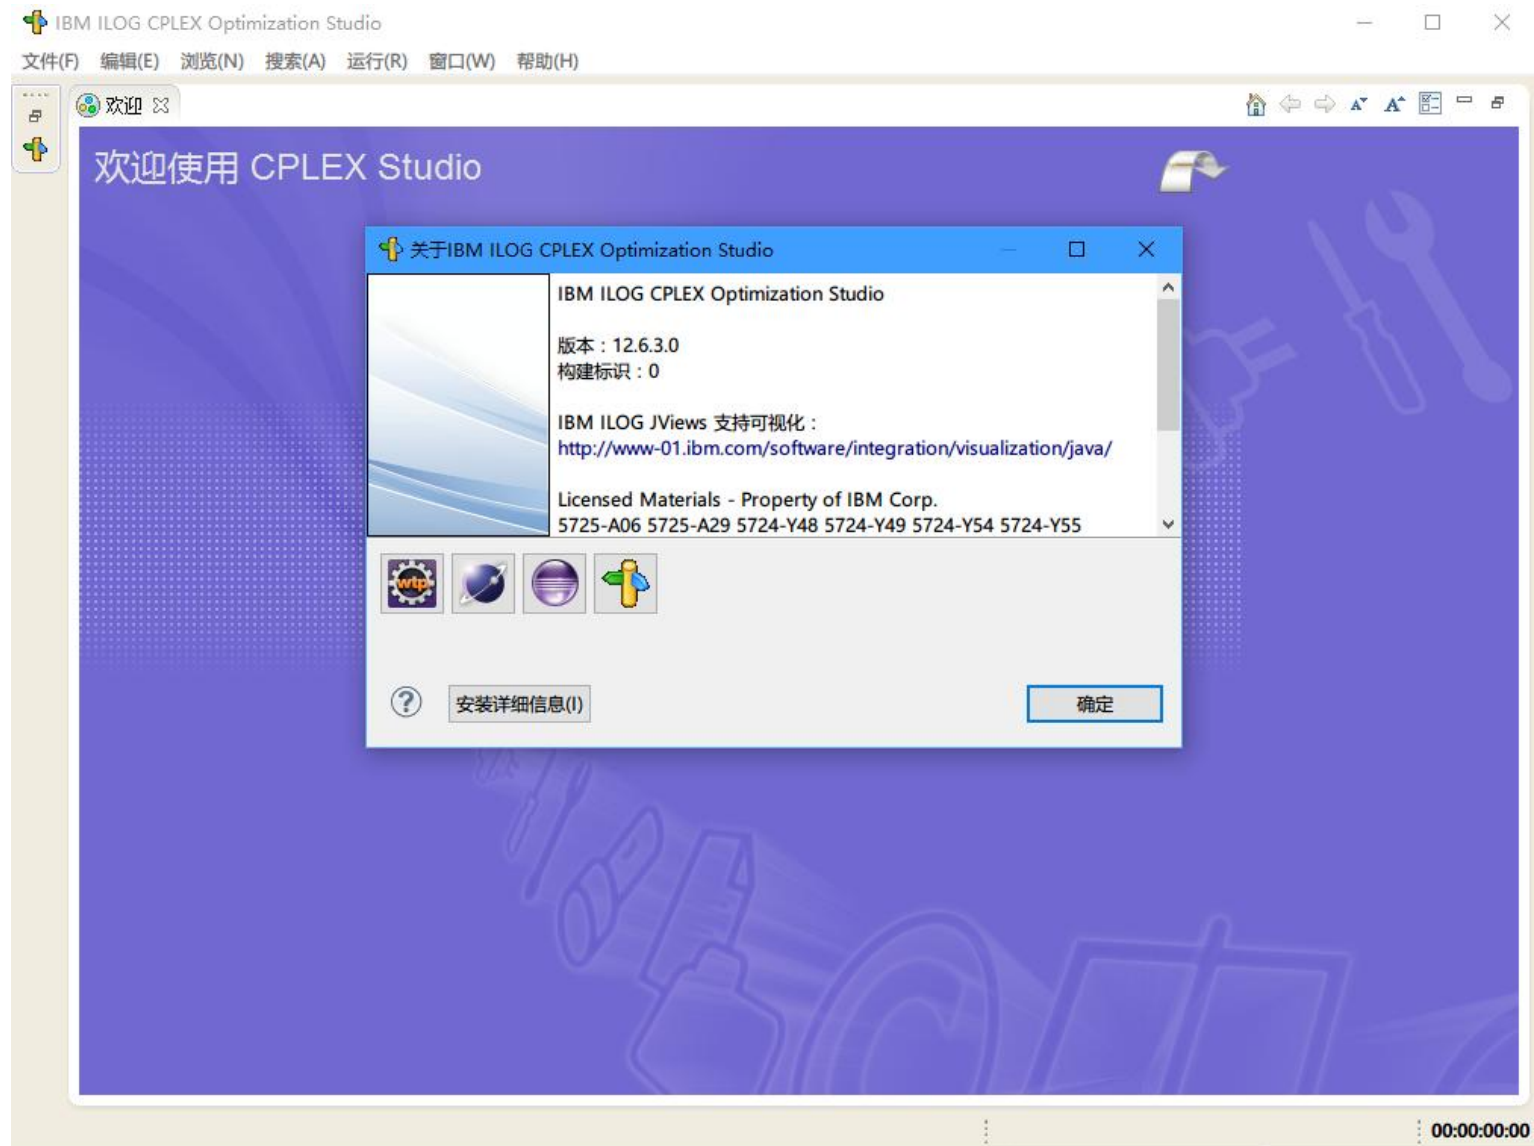 IBM ILOG CPLEX Optimization Studio
文件(F) 编辑(E) 浏览(N) 搜索(A) 运行(R) 窗口(W) 帮助(H)
欢迎
欢迎使用 CPLEX Studio
关于IBM ILOG CPLEX Optimization Studio
IBM ILOG CPLEX Optimization Studio
版本：12.6.3.0
构建标识：0
IBM ILOG JViews 支持可视化：
http://www-01.ibm.com/software/integration/visualization/java/
Licensed Materials - Property of IBM Corp.
5725-A06 5725-A29 5724-Y48 5724-Y49 5724-Y54 5724-Y55
wtp
安装详细信息(I)
确定
00:00:00:00